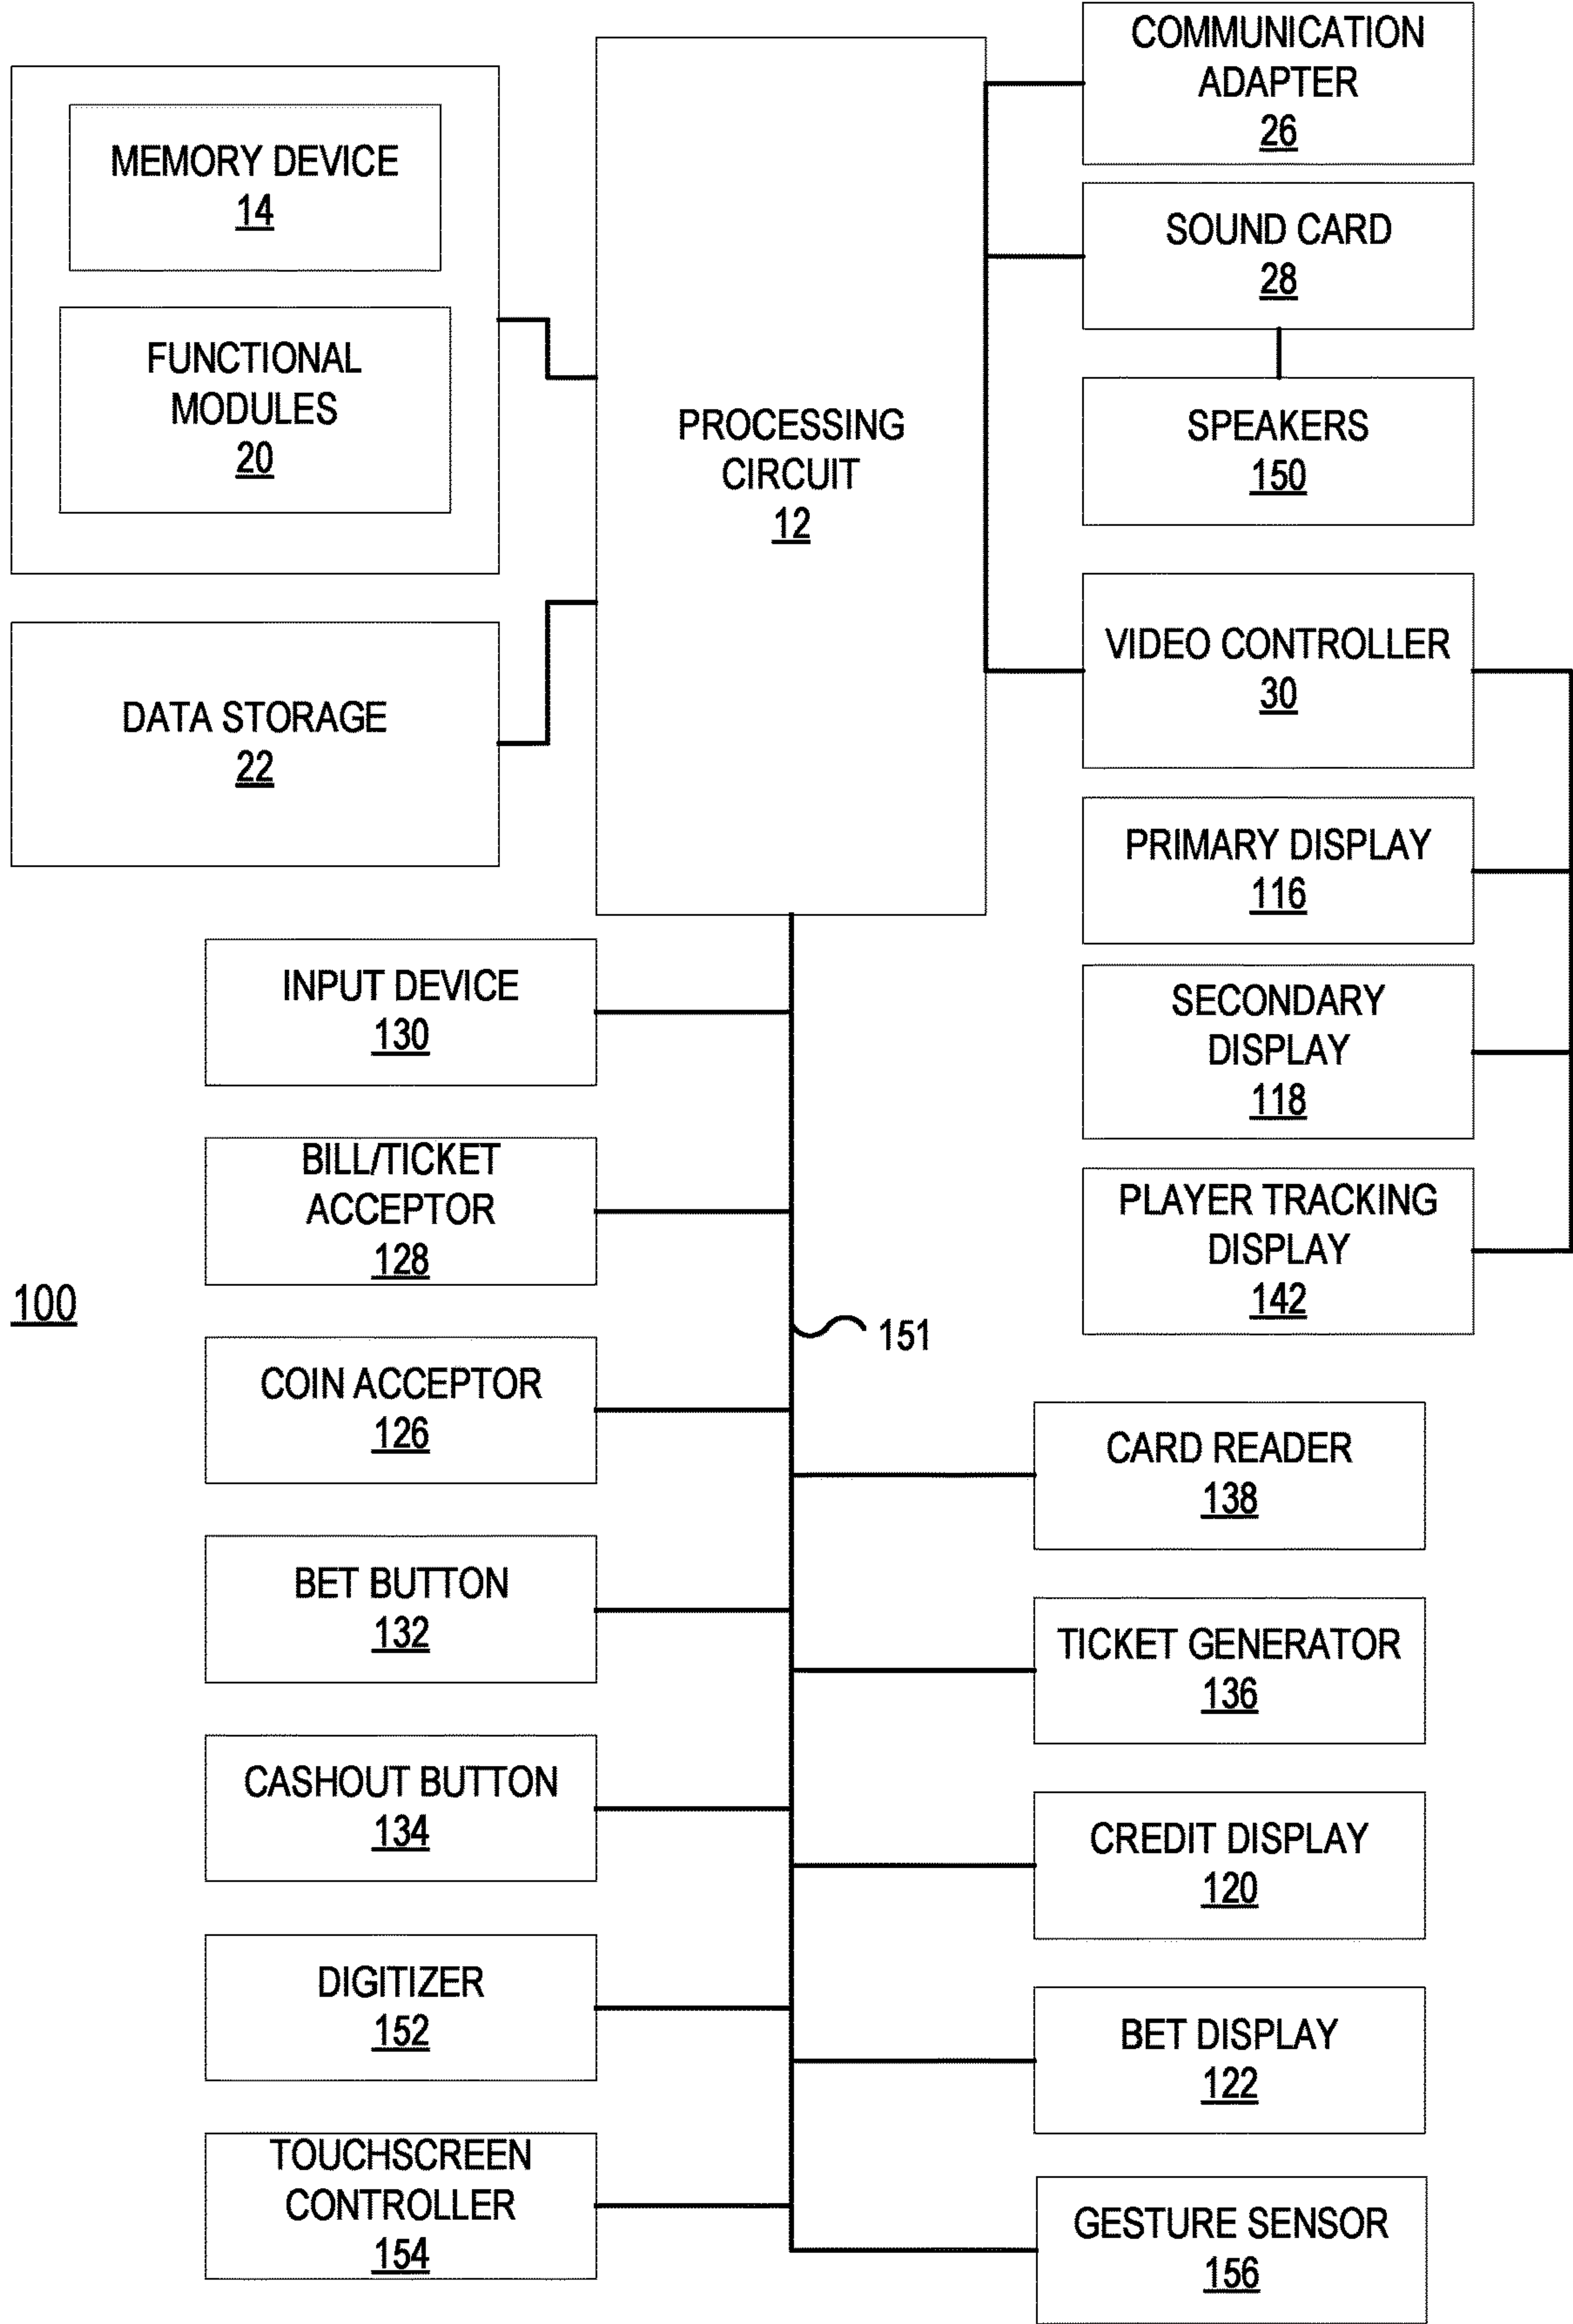 MEMORY DEVICE
14
FUNCTIONAL
MODULES
20
DATA STORAGE
22
PROCESSING
CIRCUIT
12
COMMUNICATION
ADAPTER
26
SOUND CARD
28
SPEAKERS
150
VIDEO CONTROLLER
30
PRIMARY DISPLAY
116
SECONDARY
DISPLAY
118
PLAYER TRACKING
DISPLAY
142
100
INPUT DEVICE
130
BILL/TICKET
ACCEPTOR
128
COIN ACCEPTOR
126
BET BUTTON
132
CASHOUT BUTTON
134
DIGITIZER
152
TOUCHSCREEN
CONTROLLER
154
151
CARD READER
138
TICKET GENERATOR
136
CREDIT DISPLAY
120
BET DISPLAY
122
GESTURE SENSOR
156